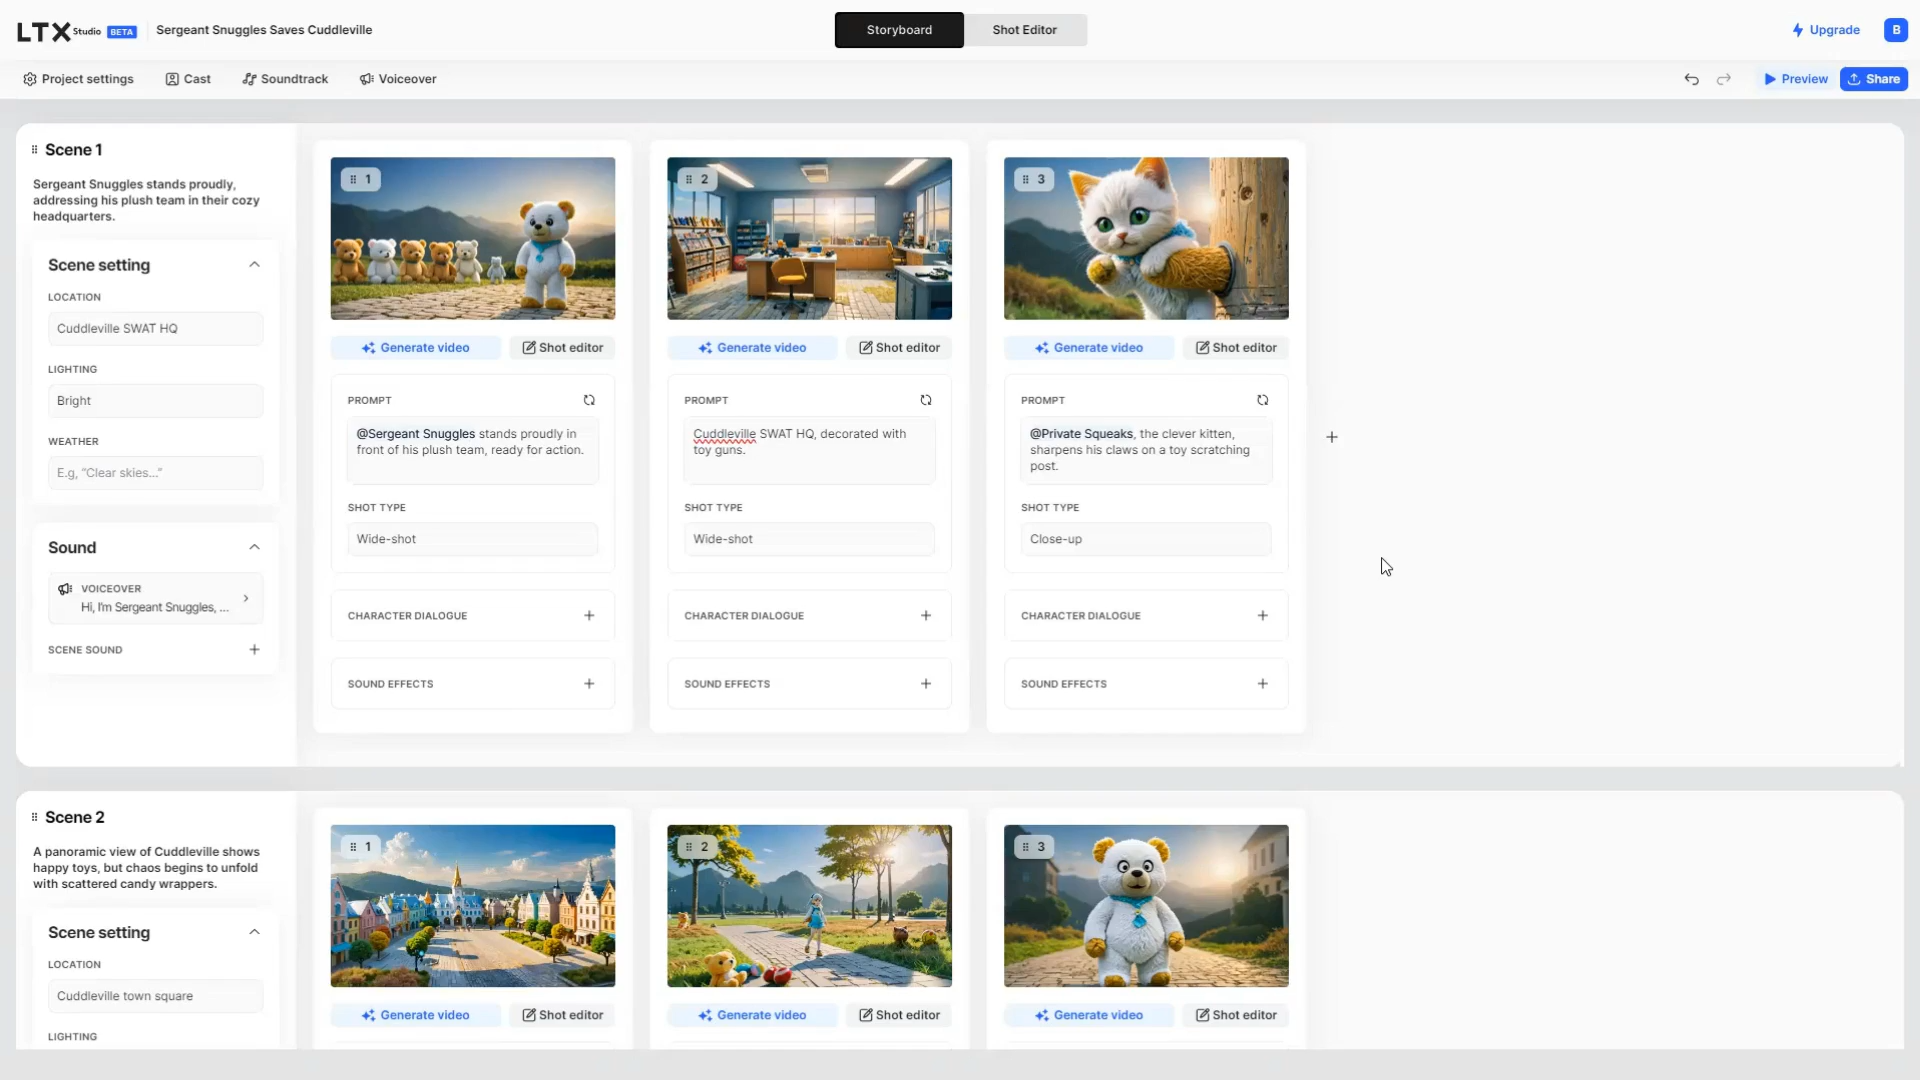 LTX Studio BETA
Sergeant Snuggles Saves Cuddleville
Storyboard
Shot Editor
Upgrade
B
Project settings
Cast
Soundtrack
Voiceover
Preview
Share
Scene 1
Sergeant Snuggles stands proudly,
addressing his plush team in their cozy
headquarters.
Scene setting
LOCATION
Cuddleville SWAT HQ
LIGHTING
Bright
WEATHER
E.g, "Clear skies..."
Sound
VOICEOVER
Hi, I'm Sergeant Snuggles, ...
SCENE SOUND
1
Generate video
Shot editor
PROMPT
@Sergeant Snuggles stands proudly in
front of his plush team, ready for action.
SHOT TYPE
Wide-shot
CHARACTER DIALOGUE
SOUND EFFECTS
2
Generate video
Shot editor
PROMPT
Cuddleville SWAT HQ, decorated with
toy guns.
SHOT TYPE
Wide-shot
CHARACTER DIALOGUE
SOUND EFFECTS
3
Generate video
Shot editor
PROMPT
@Private Squeaks, the clever kitten,
sharpens his claws on a toy scratching
post.
SHOT TYPE
Close-up
CHARACTER DIALOGUE
SOUND EFFECTS
Scene 2
A panoramic view of Cuddleville shows
happy toys, but chaos begins to unfold
with scattered candy wrappers.
Scene setting
LOCATION
Cuddleville town square
LIGHTING
1
Generate video
Shot editor
2
Generate video
Shot editor
3
Generate video
Shot editor